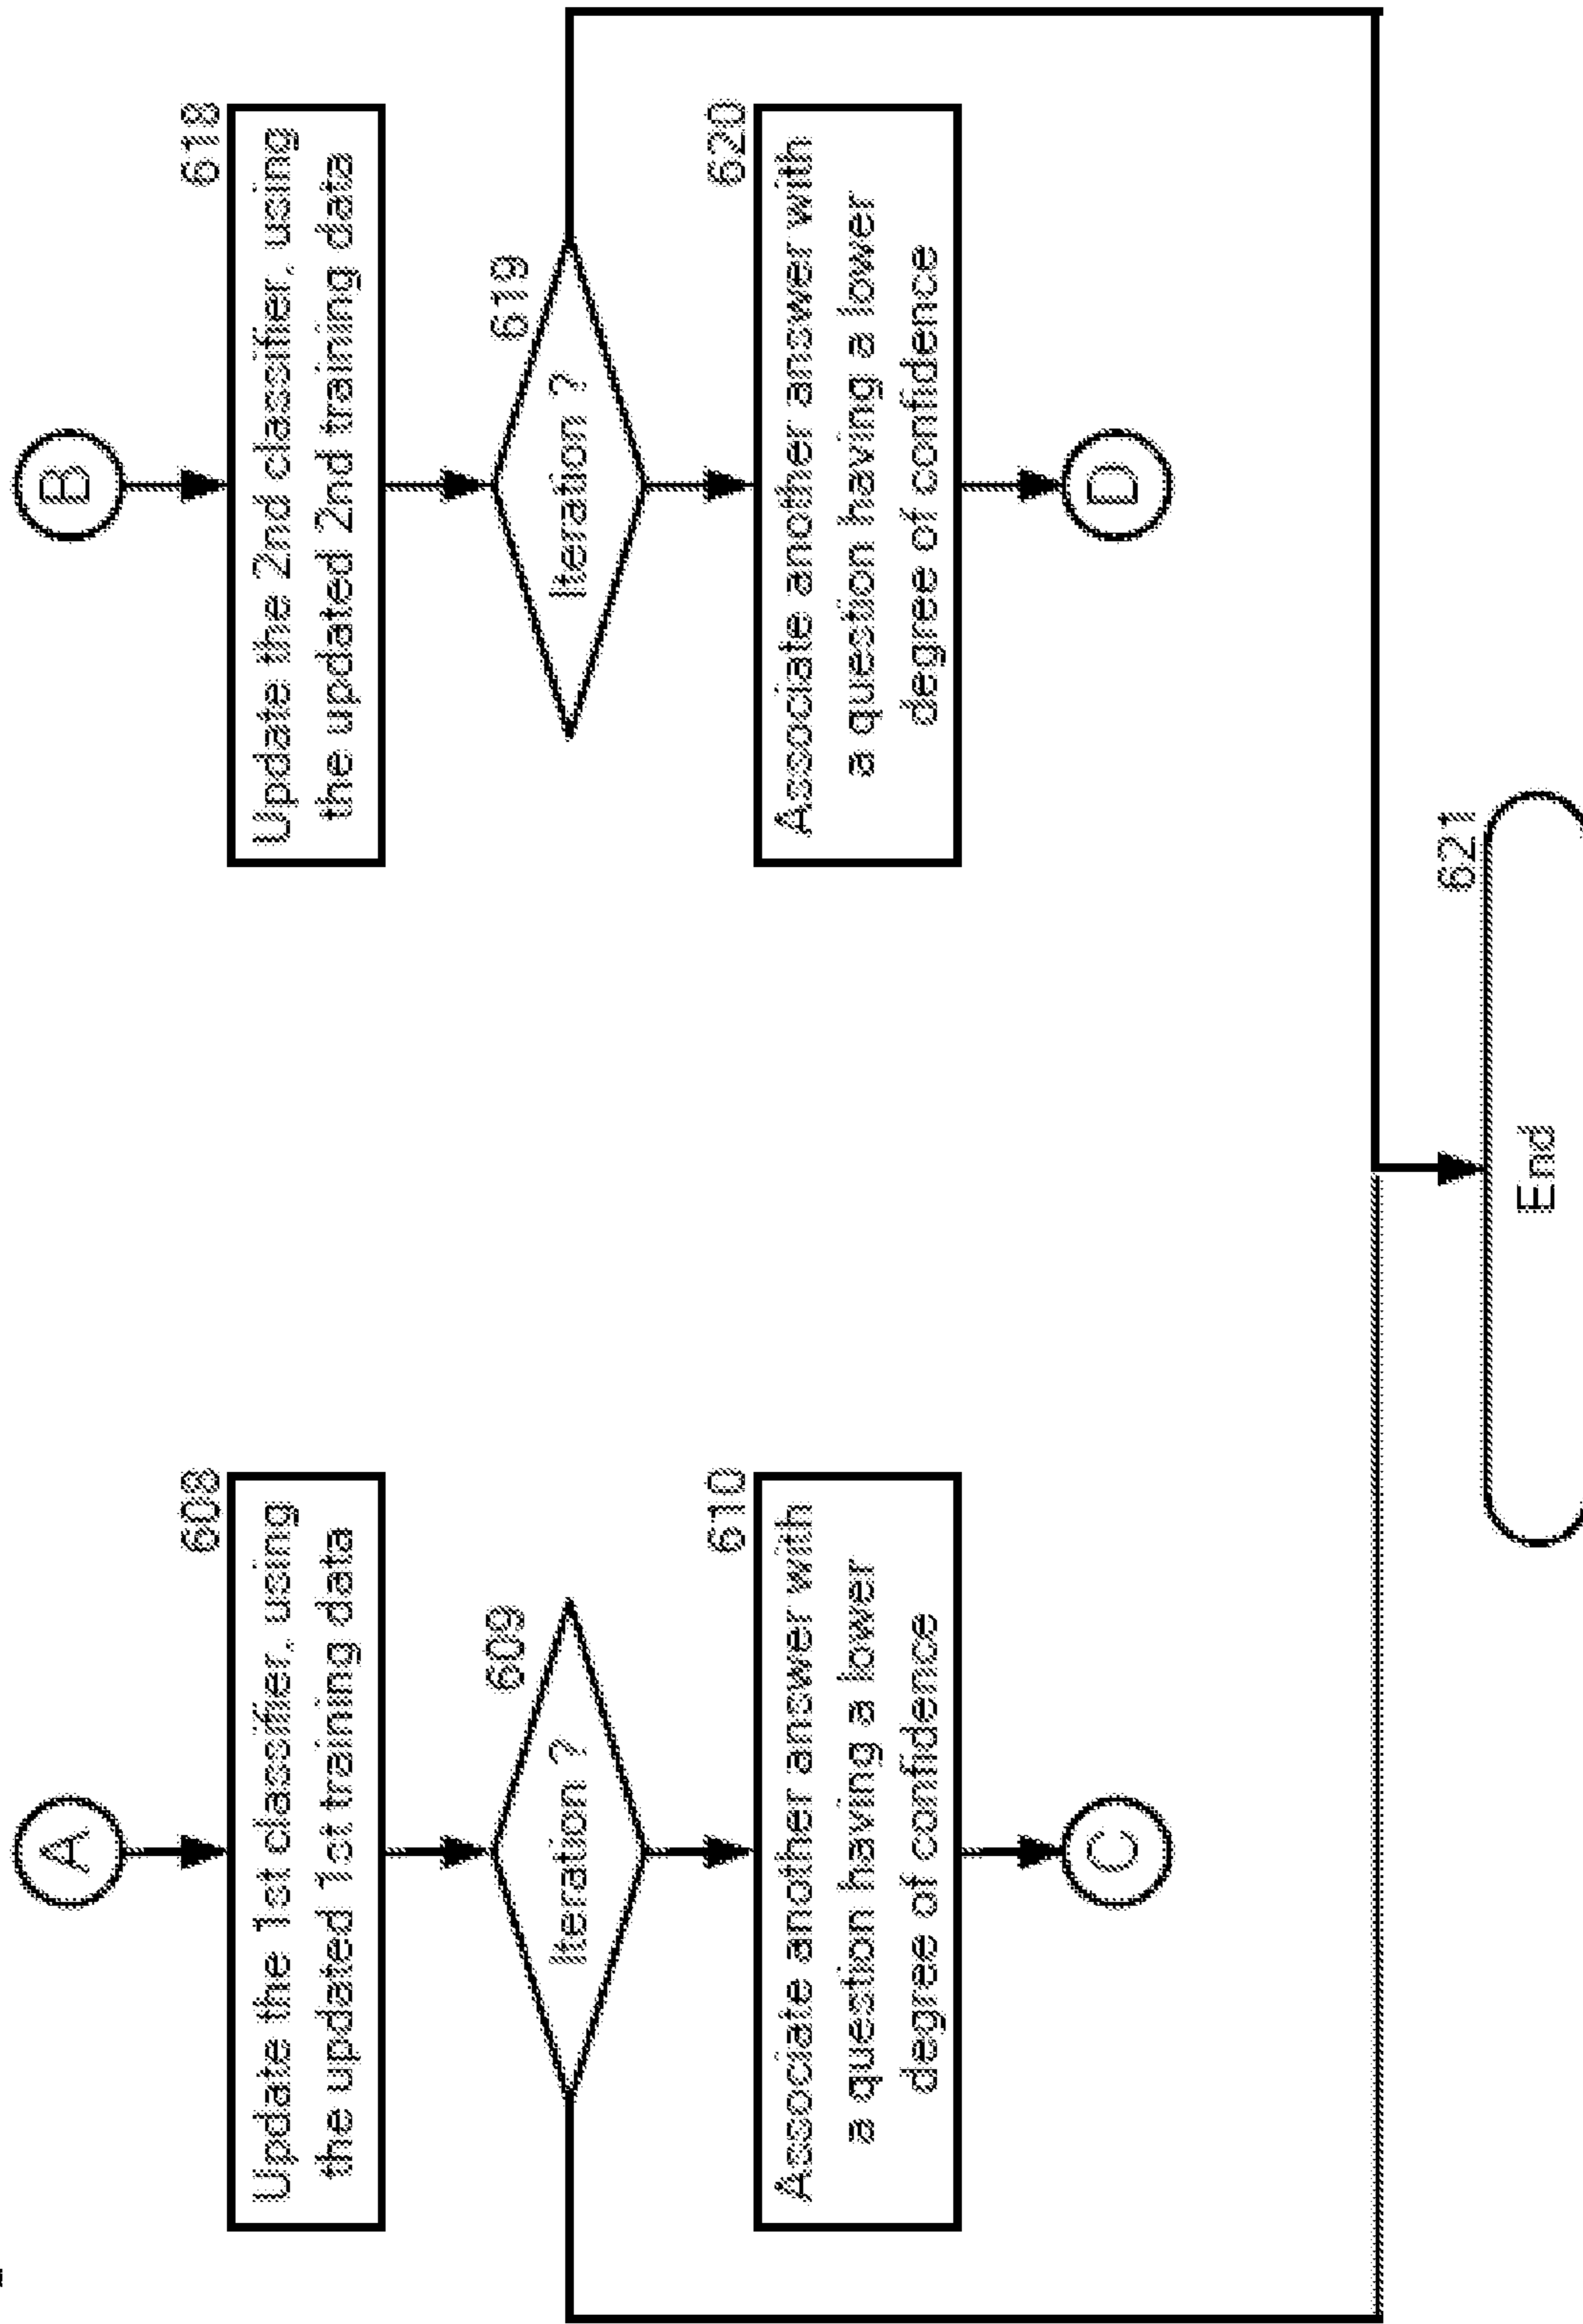 A
608
Update the 1st classifier, using
the updated 1st training data
609
Iteration ?
610
Associate another answer with
a question having a lower
degree of confidence
C
B
618
Update the 2nd classifier, using
the updated 2nd training data
619
Iteration ?
620
Associate another answer with
a question having a lower
degree of confidence
D
621
End